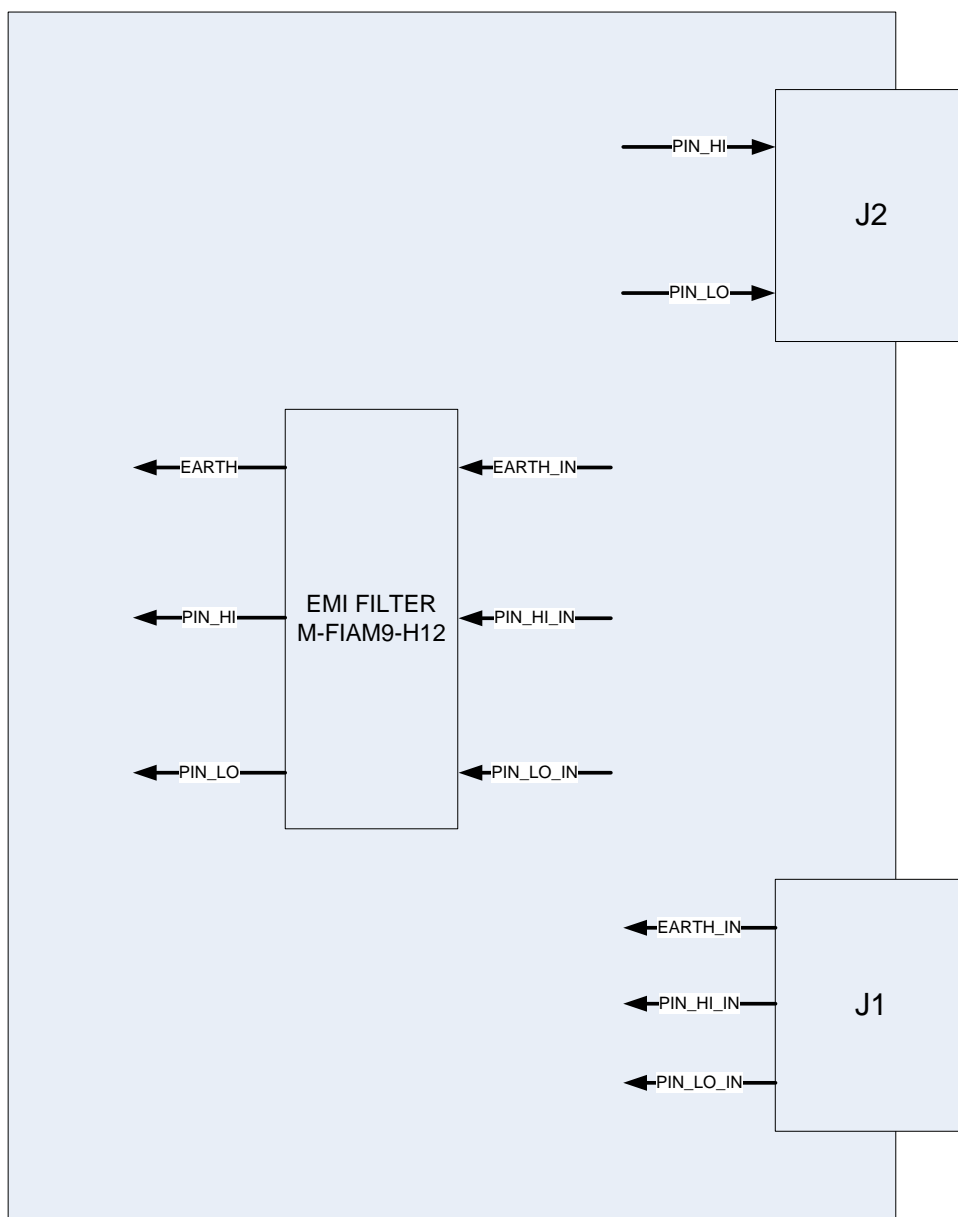 PIN_HI
J2
PIN_LO
EARTH
EARTH_IN
EMI FILTER
M-FIAM9-H12
PIN_HI
PIN_HI_IN
PIN_LO
PIN_LO_IN
EARTH_IN
PIN_HI_IN
J1
PIN_LO_IN